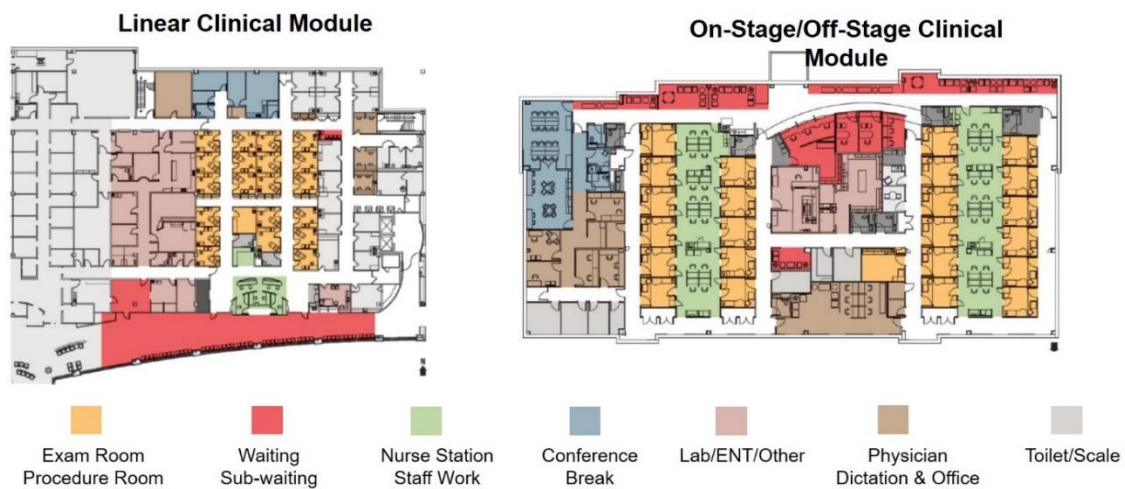 Linear Clinical Module
On-Stage/Off-Stage Clinical
Module
N
Exam Room
Procedure Room
Waiting
Sub-waiting
Nurse Station
Staff Work
Conference
Break
Lab/ENT/Other
Physician
Dictation & Office
Toilet/Scale